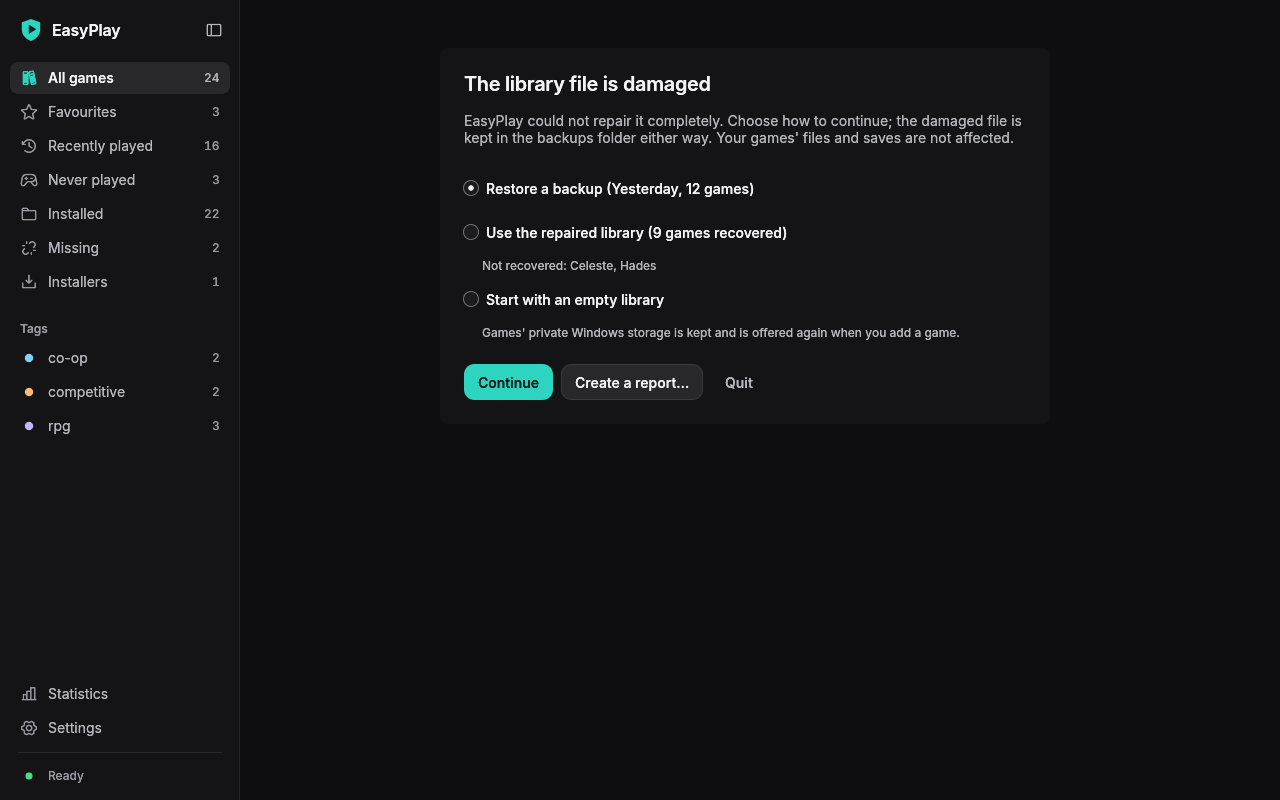 EasyPlay
All games 24
Favourites 3
Recently played 16
Never played 3
Installed 22
Missing 2
Installers 1
Tags
co-op 2
competitive 2
rpg 3
Statistics
Settings
Ready
The library file is damaged
EasyPlay could not repair it completely. Choose how to continue; the damaged file is
kept in the backups folder either way. Your games' files and saves are not affected.
Restore a backup (Yesterday, 12 games)
Use the repaired library (9 games recovered)
Not recovered: Celeste, Hades
Start with an empty library
Games' private Windows storage is kept and is offered again when you add a game.
Continue Create a report... Quit